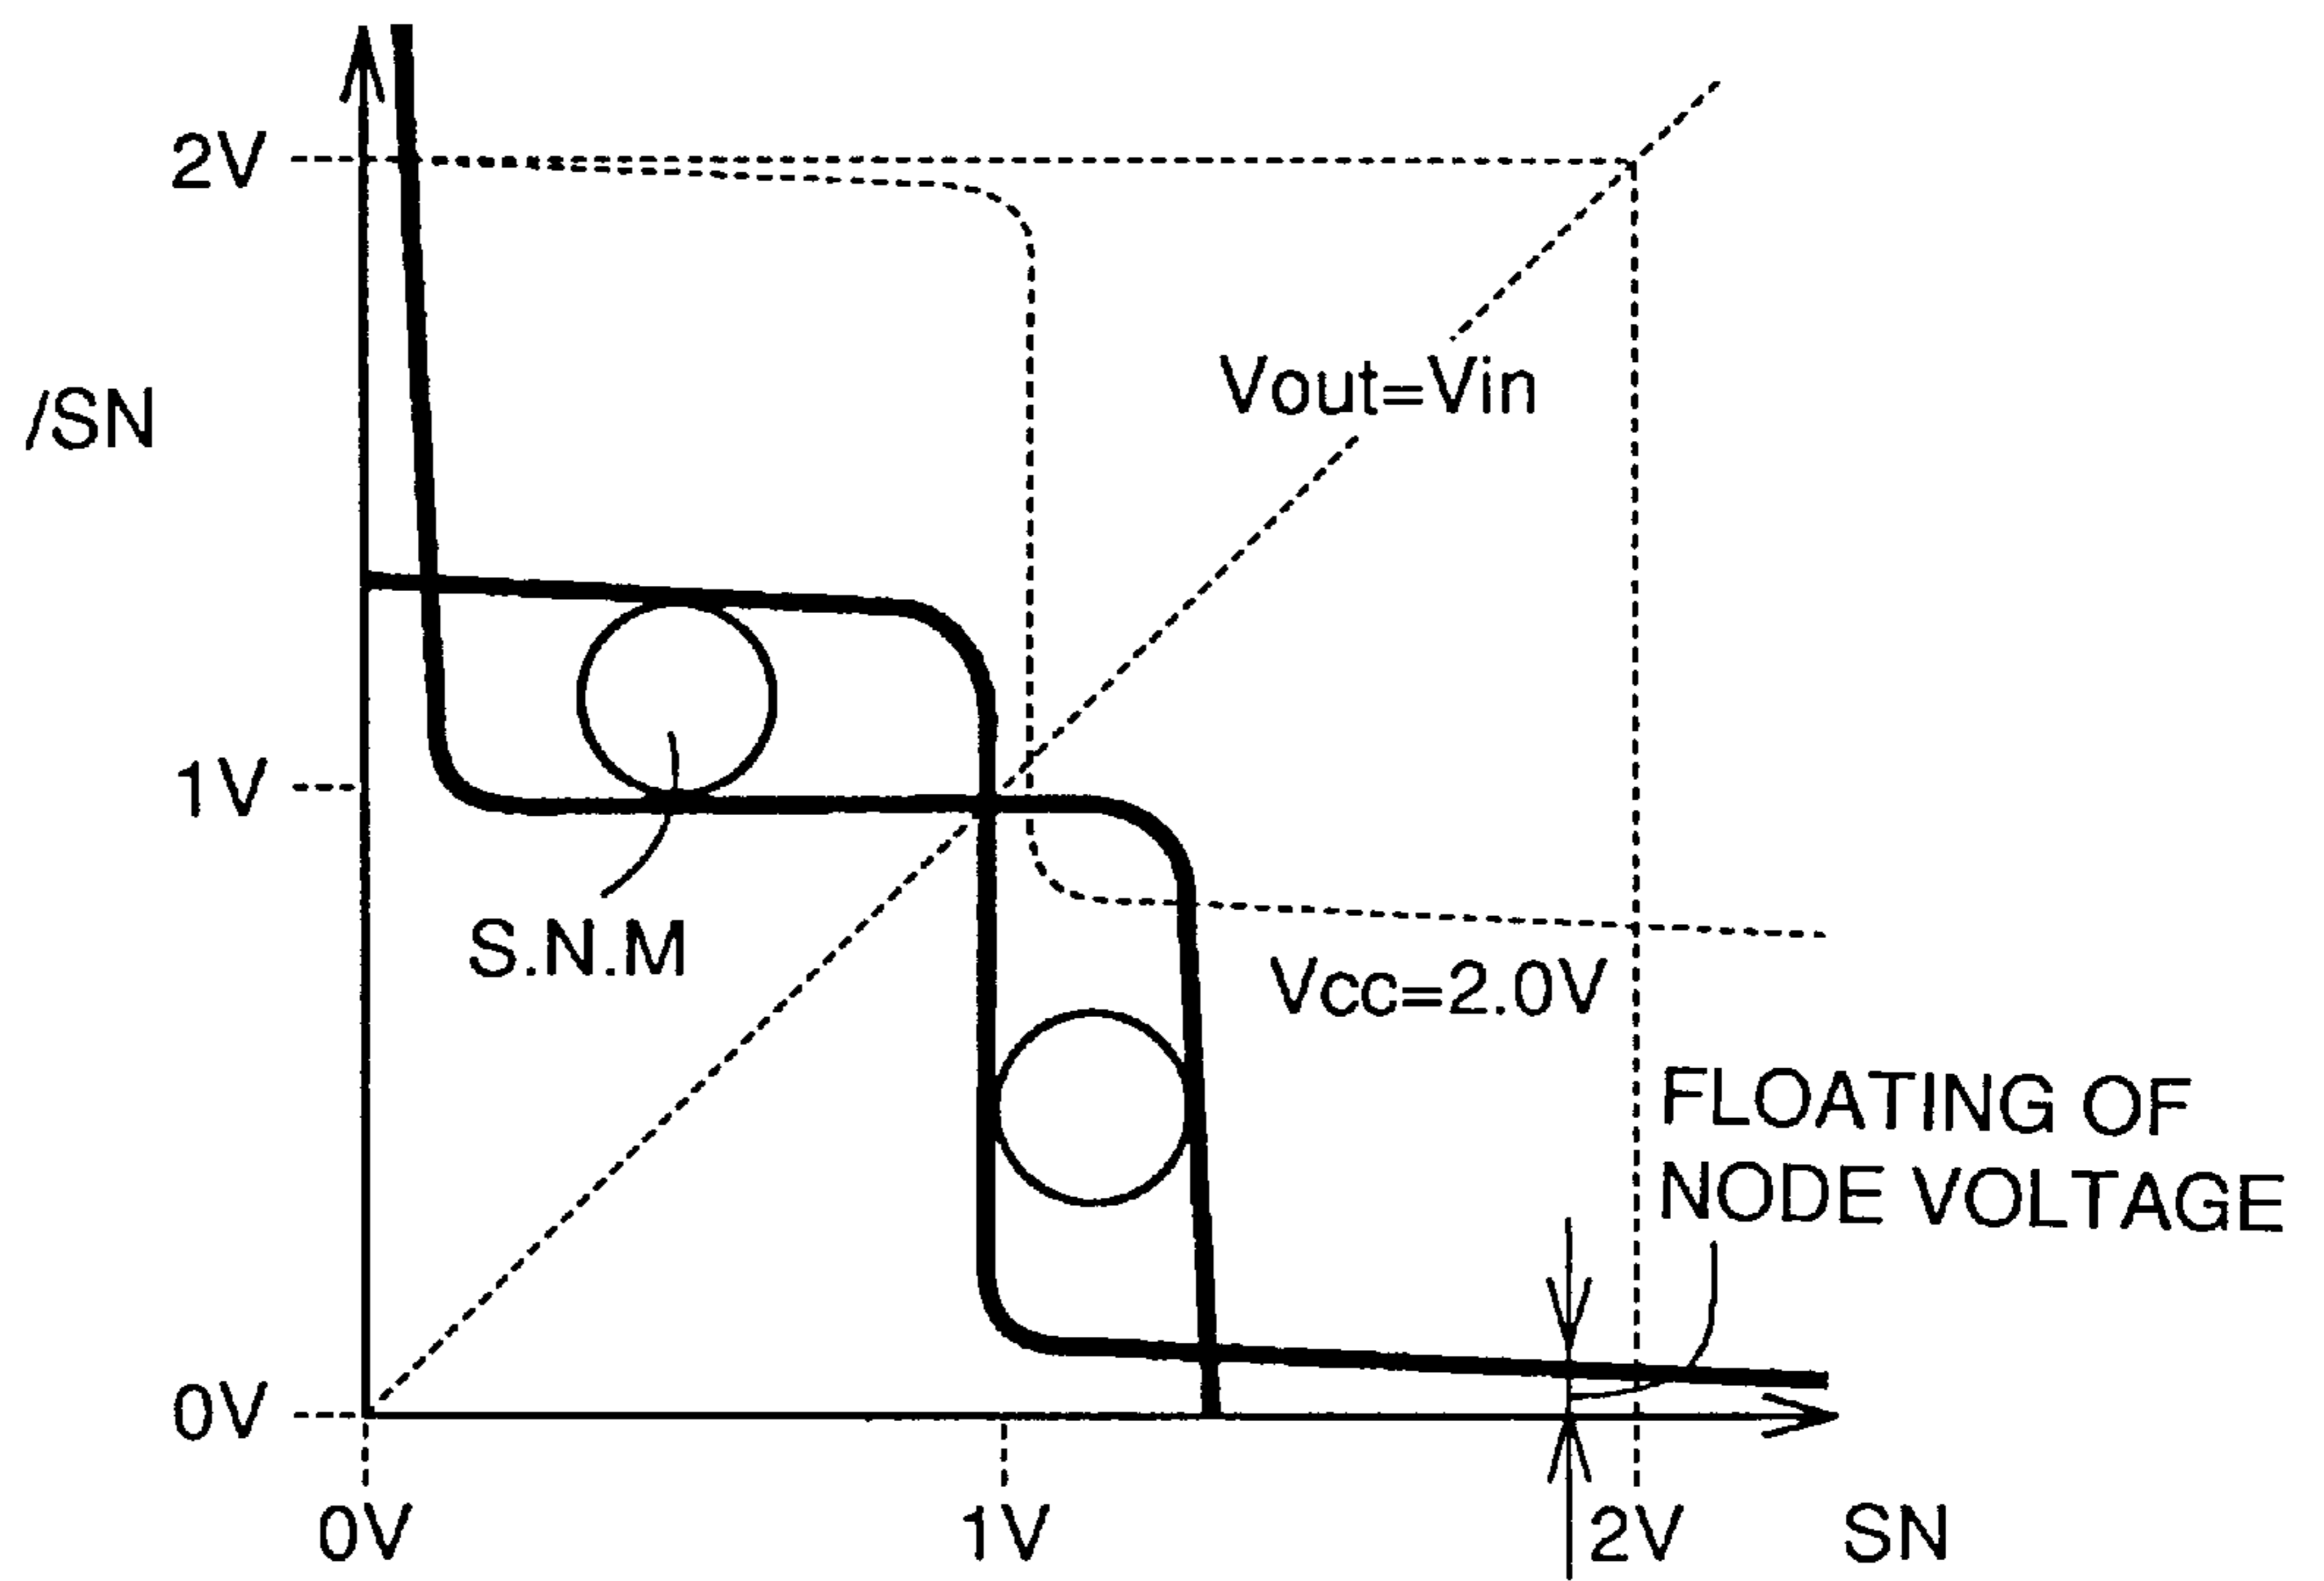 2V
/SN
Vout=Vin
1V
S.N.M
Vcc=2.0V
FLOATING OF
NODE VOLTAGE
0V
0V
1V
2V
SN